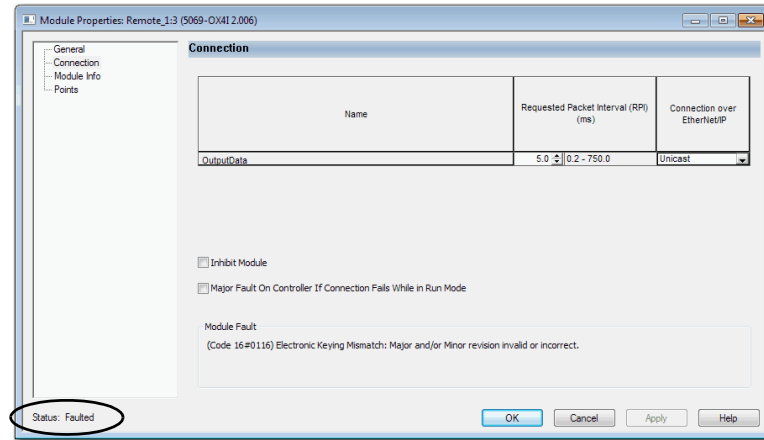 Module Properties: Remote_1:3 (5069-OX4I 2.006)
General
Connection
Module Info
Points
Connection
Name
Requested Packet Interval (RPI)
(ms)
Connection over
EtherNet/IP
OutputData
5.0
0.2 - 750.0
Unicast
Inhibit Module
Major Fault On Controller If Connection Fails While in Run Mode
Module Fault
(Code 16#0116) Electronic Keying Mismatch: Major and/or Minor revision invalid or incorrect.
Status: Faulted
OK
Cancel
Apply
Help